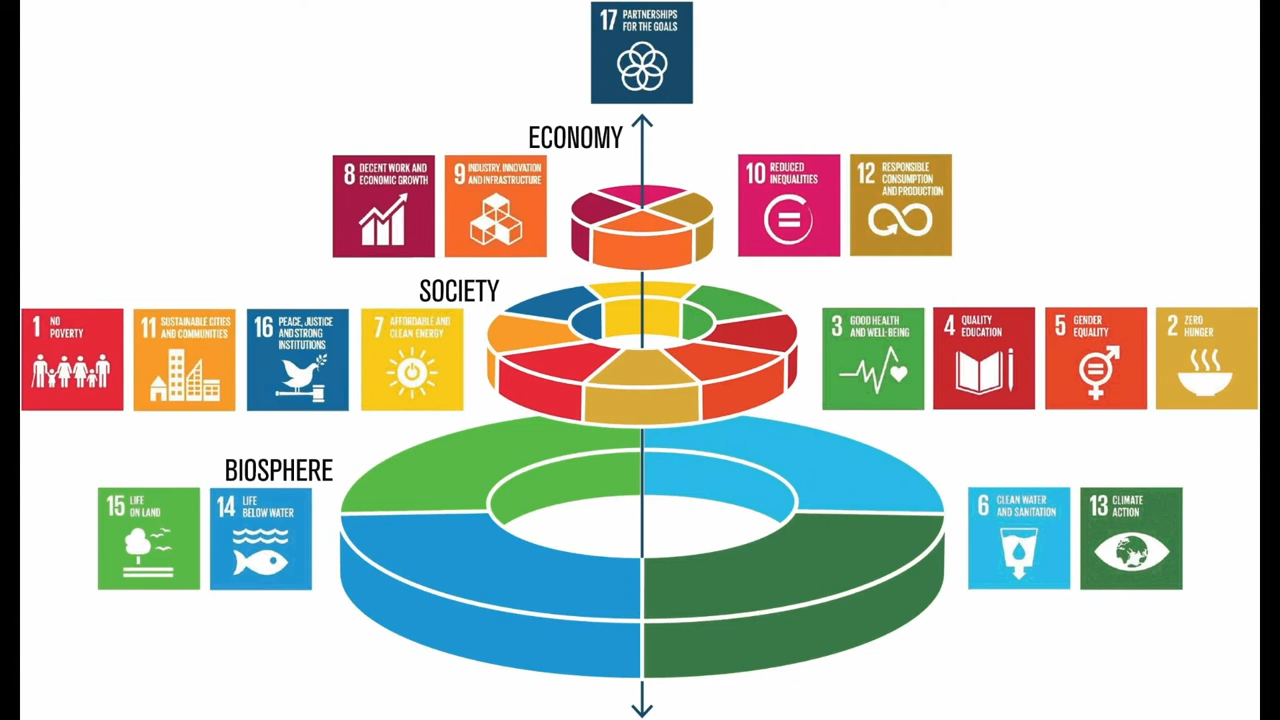 17 PARTNERSHIPS
FOR THE GOALS
ECONOMY
8 DECENT WORK AND
ECONOMIC GROWTH
9 INDUSTRY, INNOVATION
AND INFRASTRUCTURE
10 REDUCED
INEQUALITIES
12 RESPONSIBLE
CONSUMPTION
AND PRODUCTION
SOCIETY
1 NO
POVERTY
11 SUSTAINABLE CITIES
AND COMMUNITIES
16 PEACE, JUSTICE
AND STRONG
INSTITUTIONS
7 AFFORDABLE AND
CLEAN ENERGY
3 GOOD HEALTH
AND WELL-BEING
4 QUALITY
EDUCATION
5 GENDER
EQUALITY
2 ZERO
HUNGER
BIOSPHERE
15 LIFE
ON LAND
14 LIFE
BELOW WATER
6 CLEAN WATER
AND SANITATION
13 CLIMATE
ACTION